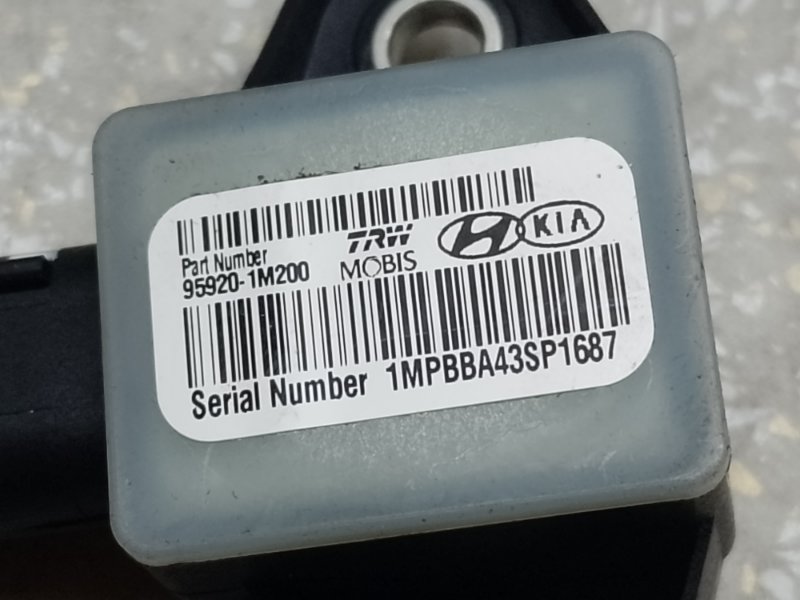 Part Number
95920-1M200
TRW
MOBIS
KIA
Serial Number 1MPBBA43SP1687